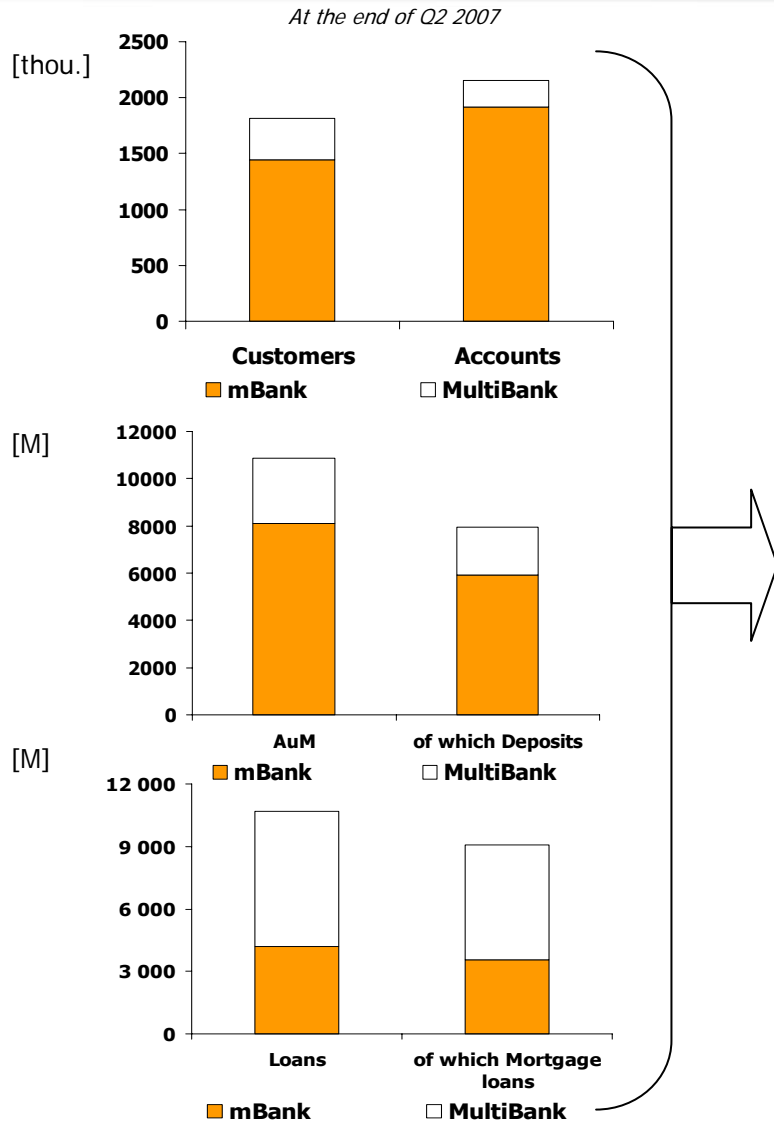 At the end of Q2 2007
[thou.]
2500
2000
1500
1000
500
0
Customers Accounts
mBank MultiBank
[M]
12000
10000
8000
6000
4000
2000
0
AuM of which Deposits
mBank MultiBank
[M]
12 000
9 000
6 000
3 000
0
Loans of which Mortgage
loans
mBank MultiBank